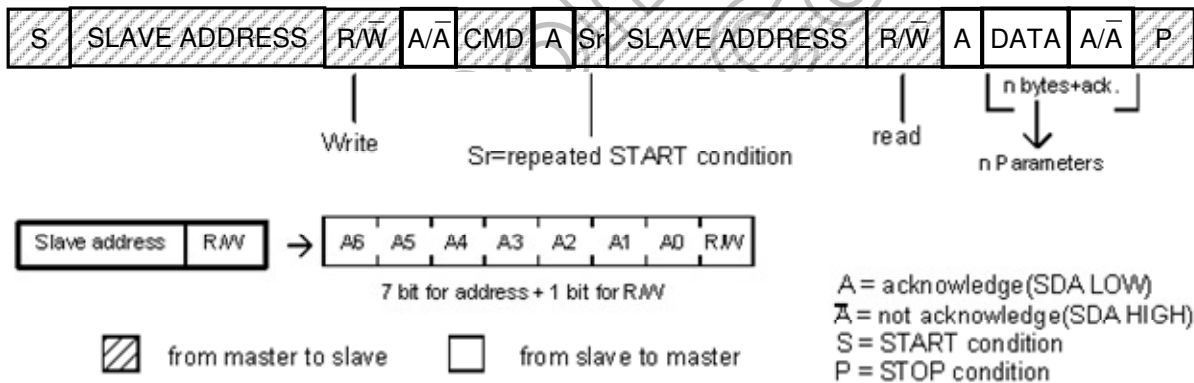 S SLAVE ADDRESS R/W̅ A/A̅ CMD A Sr SLAVE ADDRESS R/W̅ A DATA A/A̅ P
n bytes+ack.
Write
Sr=repeated START condition
read
n Parameters
Slave address R/W → A6 A5 A4 A3 A2 A1 A0 R/W
7 bit for address + 1 bit for R/W
A = acknowledge(SDA LOW)
A̅ = not acknowledge(SDA HIGH)
S = START condition
P = STOP condition
from master to slave
from slave to master